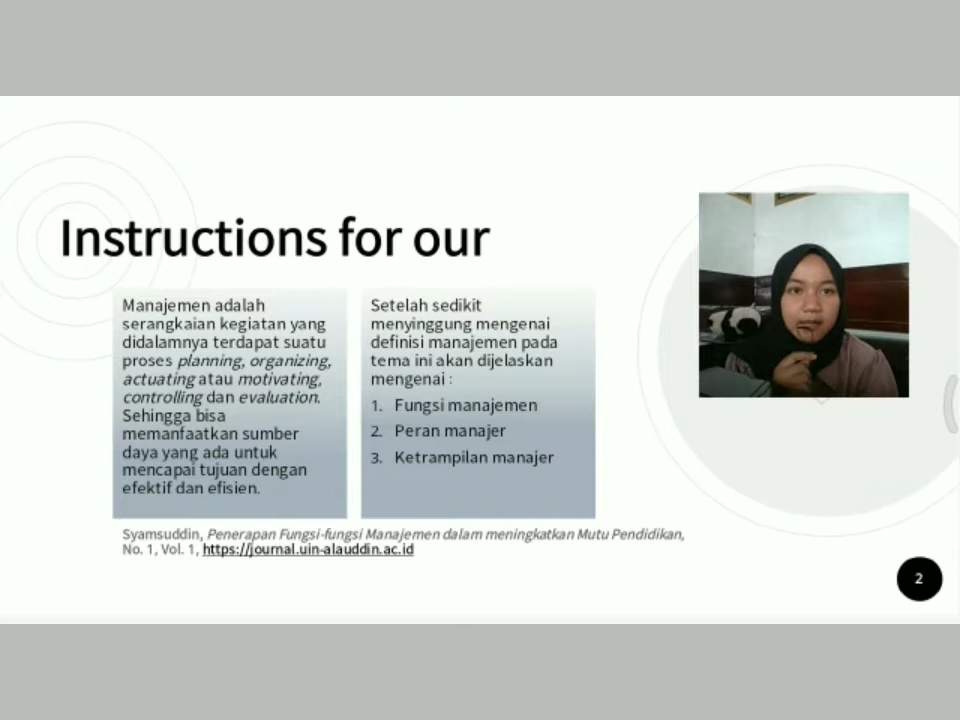 Instructions for our
Manajemen adalah
serangkaian kegiatan yang
didalamnya terdapat suatu
proses planning, organizing,
actuating atau motivating,
controlling dan evaluation.
Sehingga bisa
memanfaatkan sumber
daya yang ada untuk
mencapai tujuan dengan
efektif dan efisien.
Setelah sedikit
menyinggung mengenai
definisi manajemen pada
tema ini akan dijelaskan
mengenai :
1. Fungsi manajemen
2. Peran manajer
3. Ketrampilan manajer
Syamsuddin, Penerapan Fungsi-fungsi Manajemen dalam meningkatkan Mutu Pendidikan,
No. 1, Vol. 1, https://journal.uin-alauddin.ac.id
2